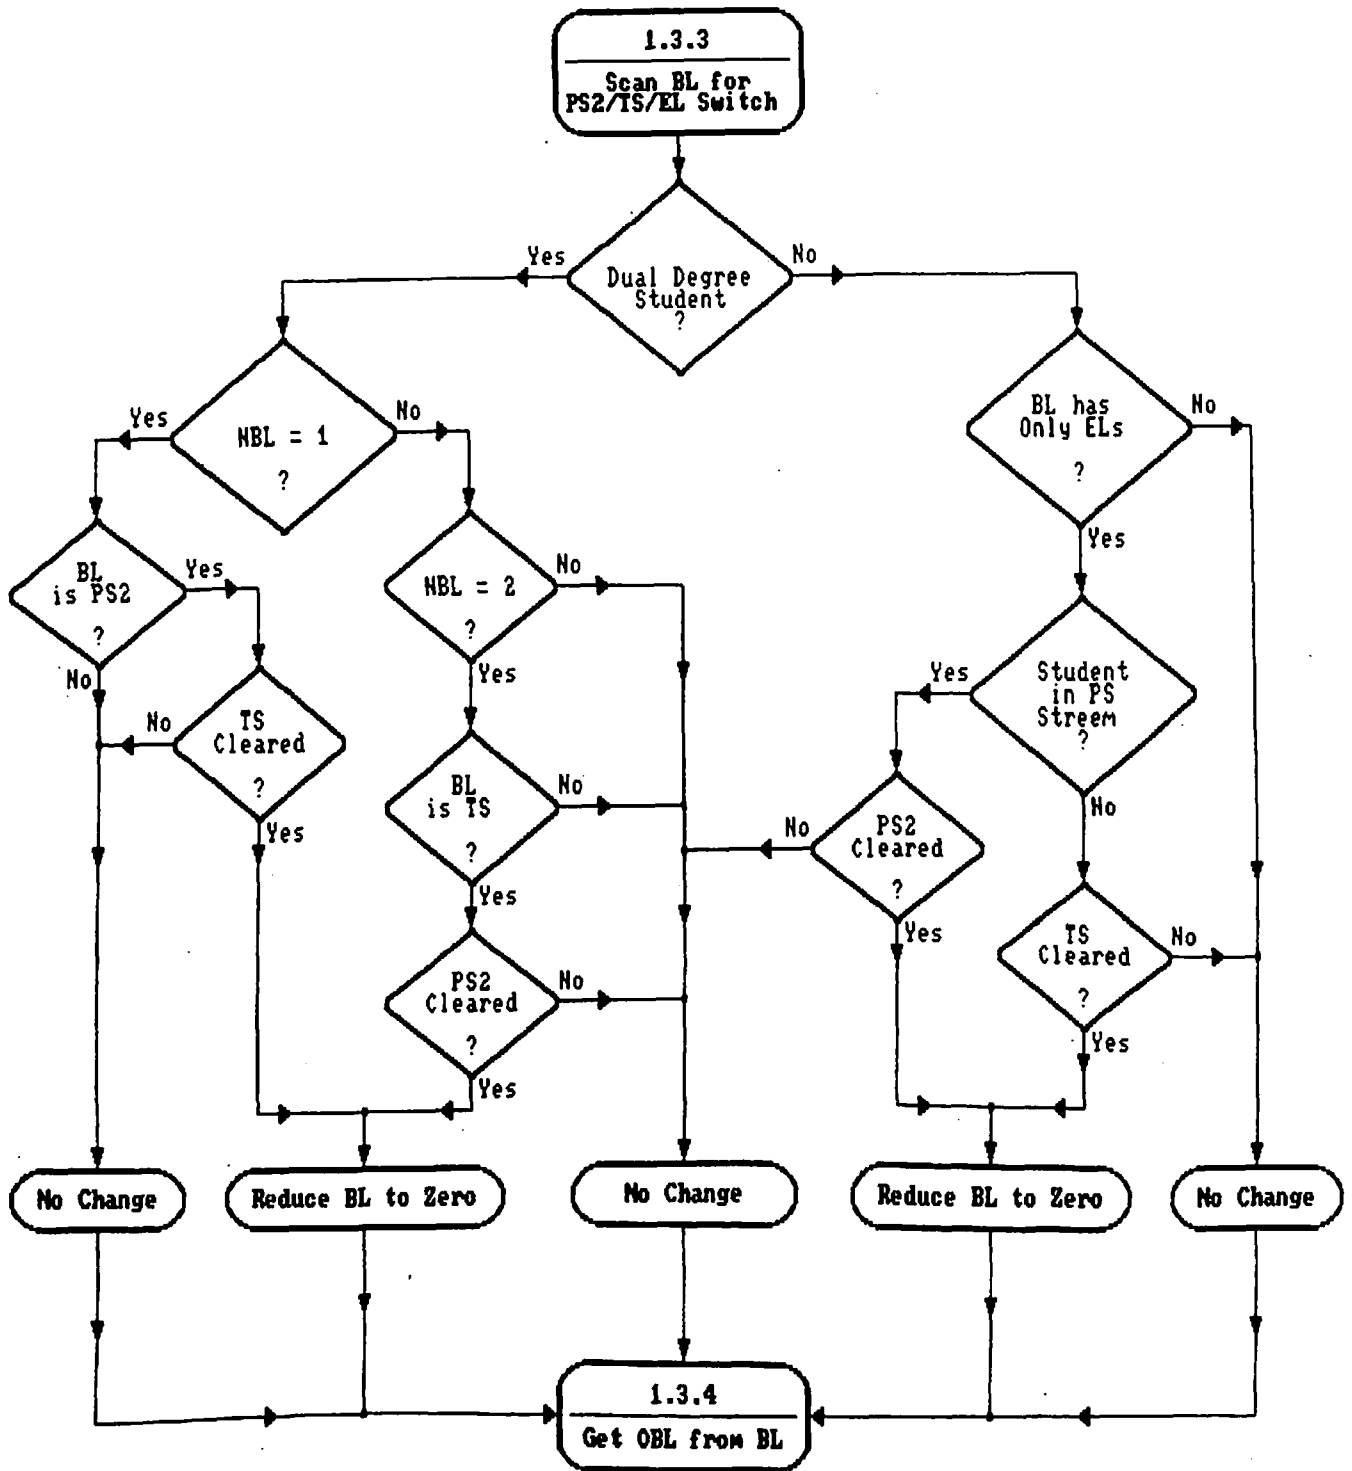 1.3.3
Scan BL for
PS2/TS/EL Switch
Yes
No
Dual Degree
Student
?
Yes
NBL = 1
?
No
BL has
Only ELs
?
No
Yes
BL
is PS2
?
Yes
No
NBL = 2
?
No
Yes
Yes
Student
in PS
Streem
?
No
No
TS
Cleared
?
Yes
BL
is TS
?
No
Yes
No
PS2
Cleared
?
Yes
TS
Cleared
?
No
Yes
PS2
Cleared
?
No
Yes
No Change
Reduce BL to Zero
No Change
Reduce BL to Zero
No Change
1.3.4
Get OBL from BL